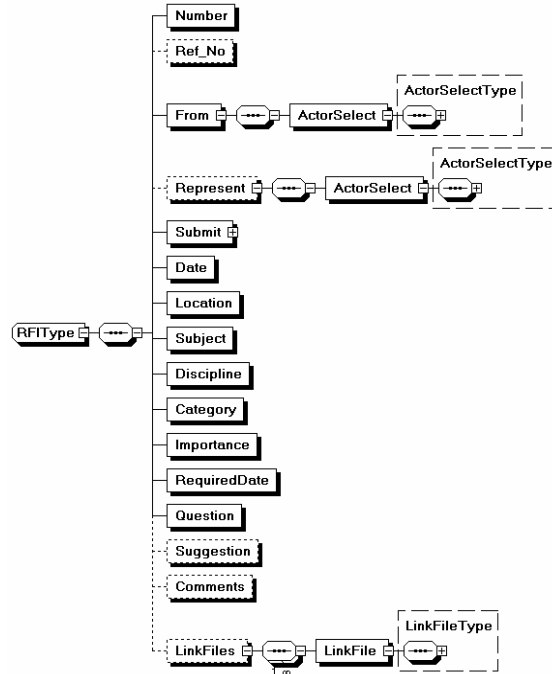 Number
Ref_No
ActorSelectType
From
ActorSelect
ActorSelectType
Represent
ActorSelect
Submit
Date
Location
RFIType
Subject
Discipline
Category
Importance
RequiredDate
Question
Suggestion
Comments
LinkFileType
LinkFiles
LinkFile